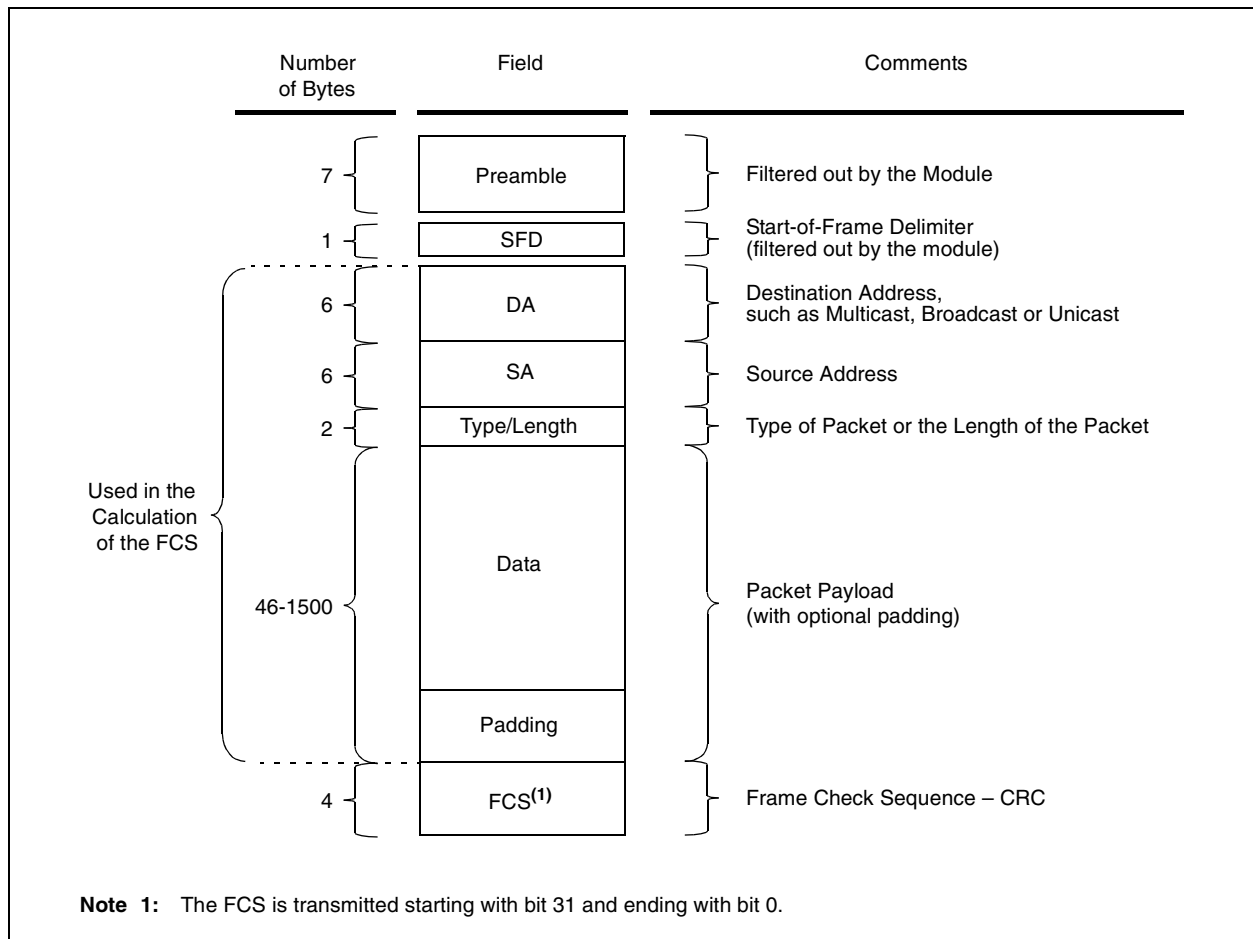 Number
of Bytes
Field
Comments
7
Preamble
Filtered out by the Module
1
SFD
Start-of-Frame Delimiter
(filtered out by the module)
6
DA
Destination Address,
such as Multicast, Broadcast or Unicast
6
SA
Source Address
2
Type/Length
Type of Packet or the Length of the Packet
Used in the
Calculation
of the FCS
46-1500
Data
Padding
Packet Payload
(with optional padding)
4
FCS(1)
Frame Check Sequence – CRC
Note 1: The FCS is transmitted starting with bit 31 and ending with bit 0.